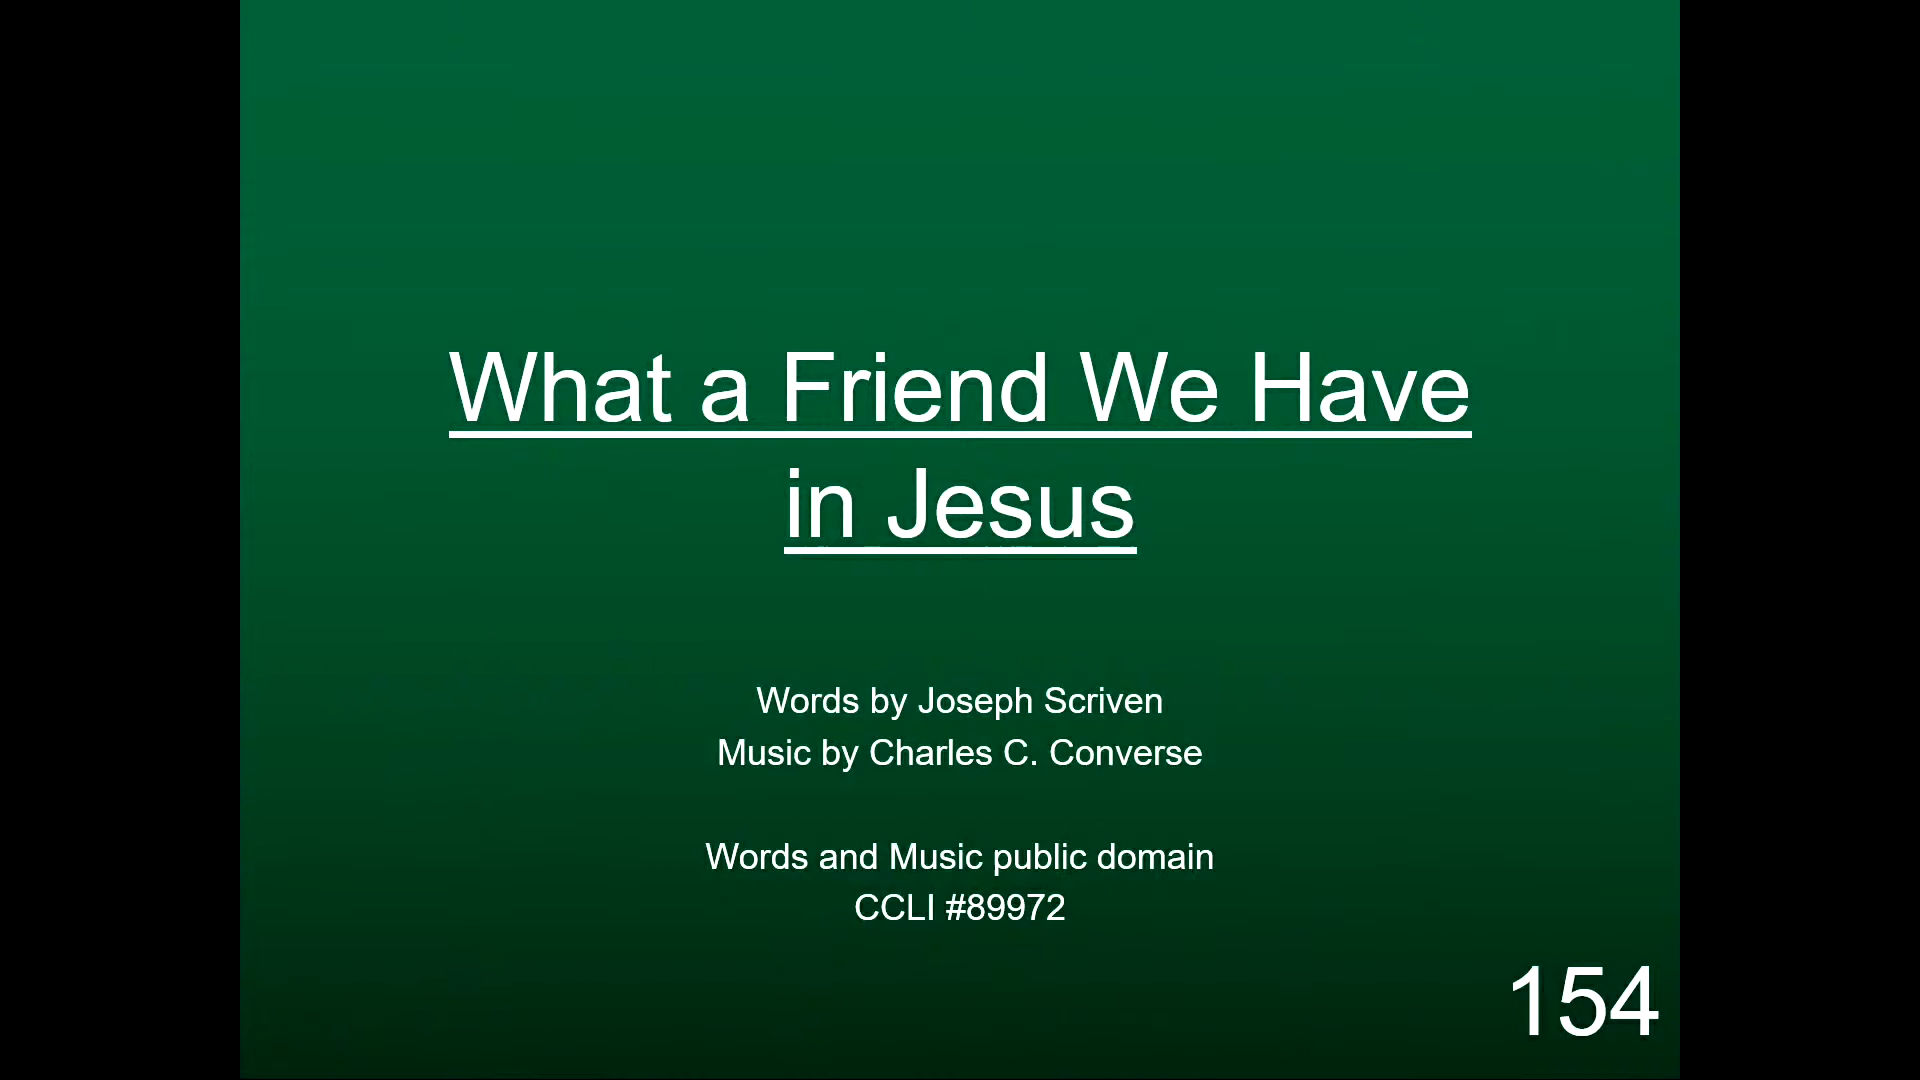 What a Friend We Have
in Jesus
Words by Joseph Scriven
Music by Charles C. Converse
Words and Music public domain
CCLI #89972
154